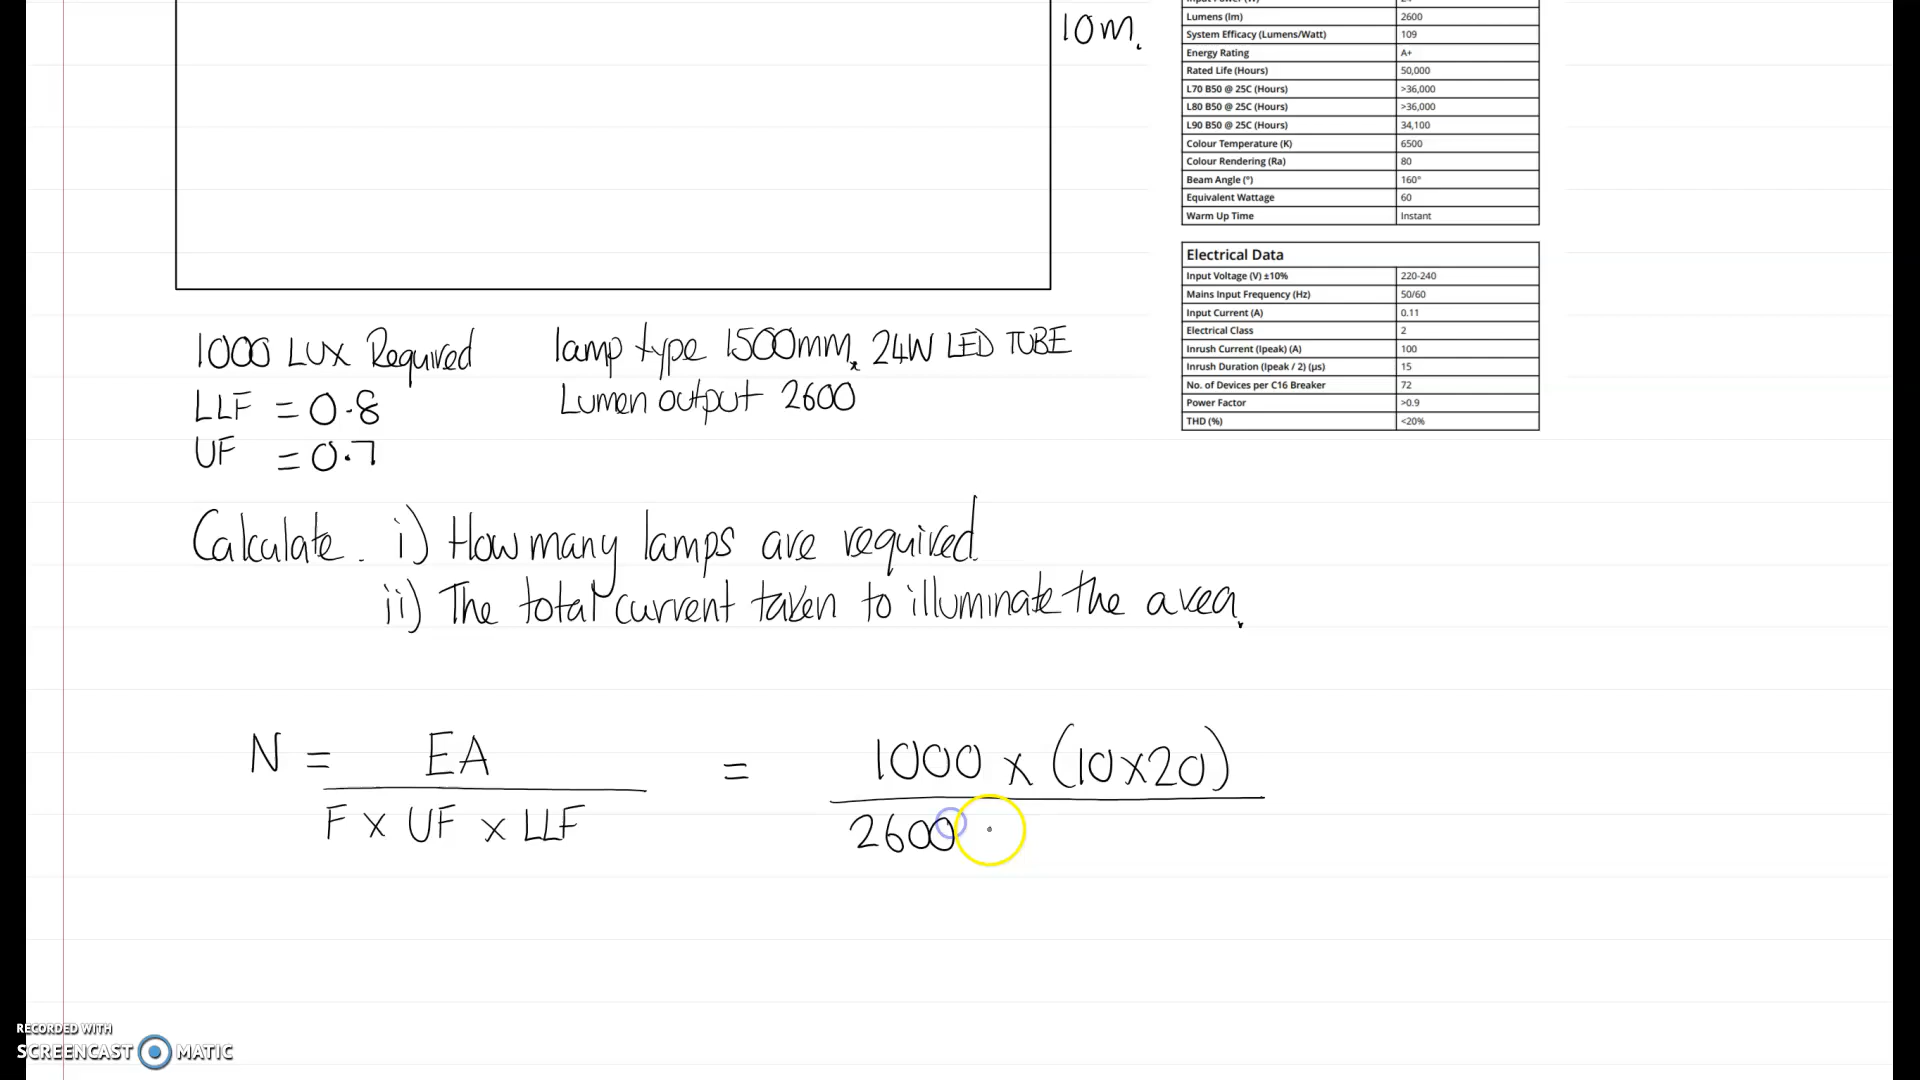 10m.
Lumens (lm) 2600
System Efficacy (Lumens/Watt) 109
Energy Rating A+
Rated Life (Hours) 50,000
L70 B50 @ 25C (Hours) >36,000
L80 B50 @ 25C (Hours) >36,000
L90 B50 @ 25C (Hours) 34,100
Colour Temperature (K) 6500
Colour Rendering (Ra) 80
Beam Angle (°) 160°
Equivalent Wattage 60
Warm Up Time Instant
Electrical Data
Input Voltage (V) ±10% 220-240
Mains Input Frequency (Hz) 50/60
Input Current (A) 0.11
Electrical Class 2
Inrush Current (Ipeak) (A) 100
Inrush Duration (Ipeak / 2) (µs) 15
No. of Devices per C16 Breaker 72
Power Factor >0.9
THD (%) <20%
1000 LUX Required lamp type 1500mm. 24W LED TUBE
LLF = 0.8 Lumen output 2600
UF = 0.7
Calculate. i) How many lamps are required.
ii) The total current taken to illuminate the area.
N = EA = 1000 x (10x20)
F x UF x LLF 2600
RECORDED WITH
SCREENCAST MATIC